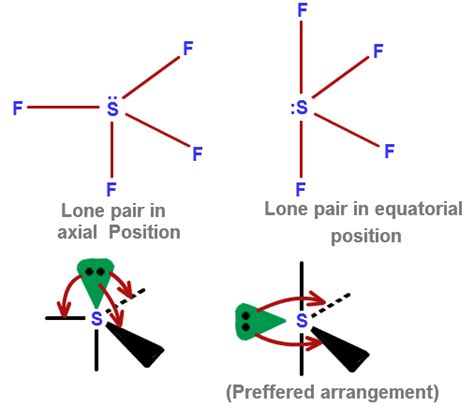 F
F
F
F
F
S
:S
F
F
F
Lone pair in
axial Position
Lone pair in equatorial
position
S
S
(Preffered arrangement)